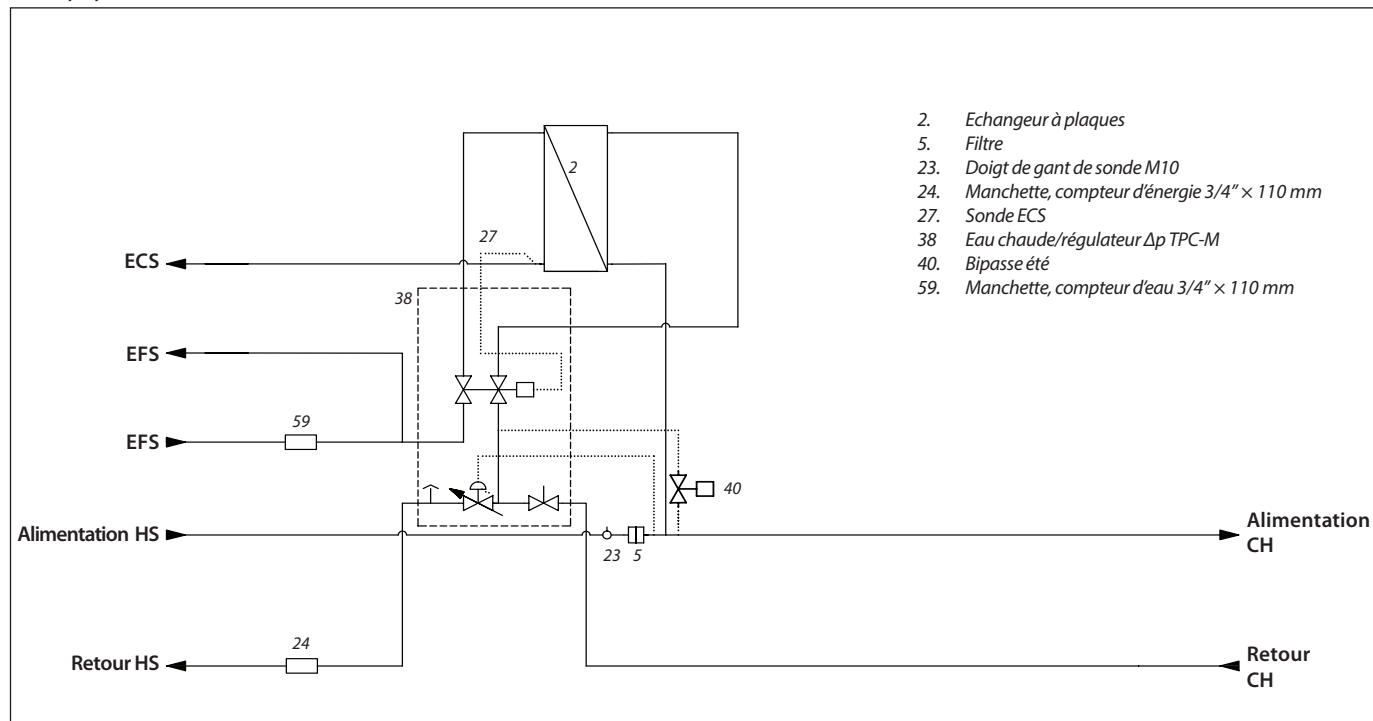 2. Echangeur à plaques
5. Filtre
23. Doigt de gant de sonde M10
24. Manchette, compteur d'énergie 3/4" × 110 mm
27. Sonde ECS
38 Eau chaude/régulateur Δp TPC-M
40. Bipasse été
59. Manchette, compteur d'eau 3/4" × 110 mm
2
27
ECS
38
EFS
59
EFS
40
Alimentation HS
23
5
Alimentation
CH
24
Retour HS
Retour
CH